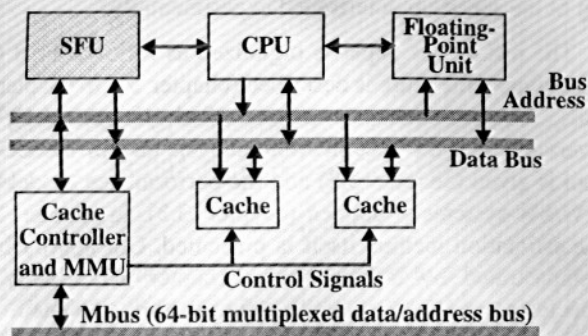 SFU
CPU
Floating-
Point
Unit
Bus
Address
Data Bus
Cache
Controller
and MMU
Cache
Cache
Control Signals
Mbus (64-bit multiplexed data/address bus)